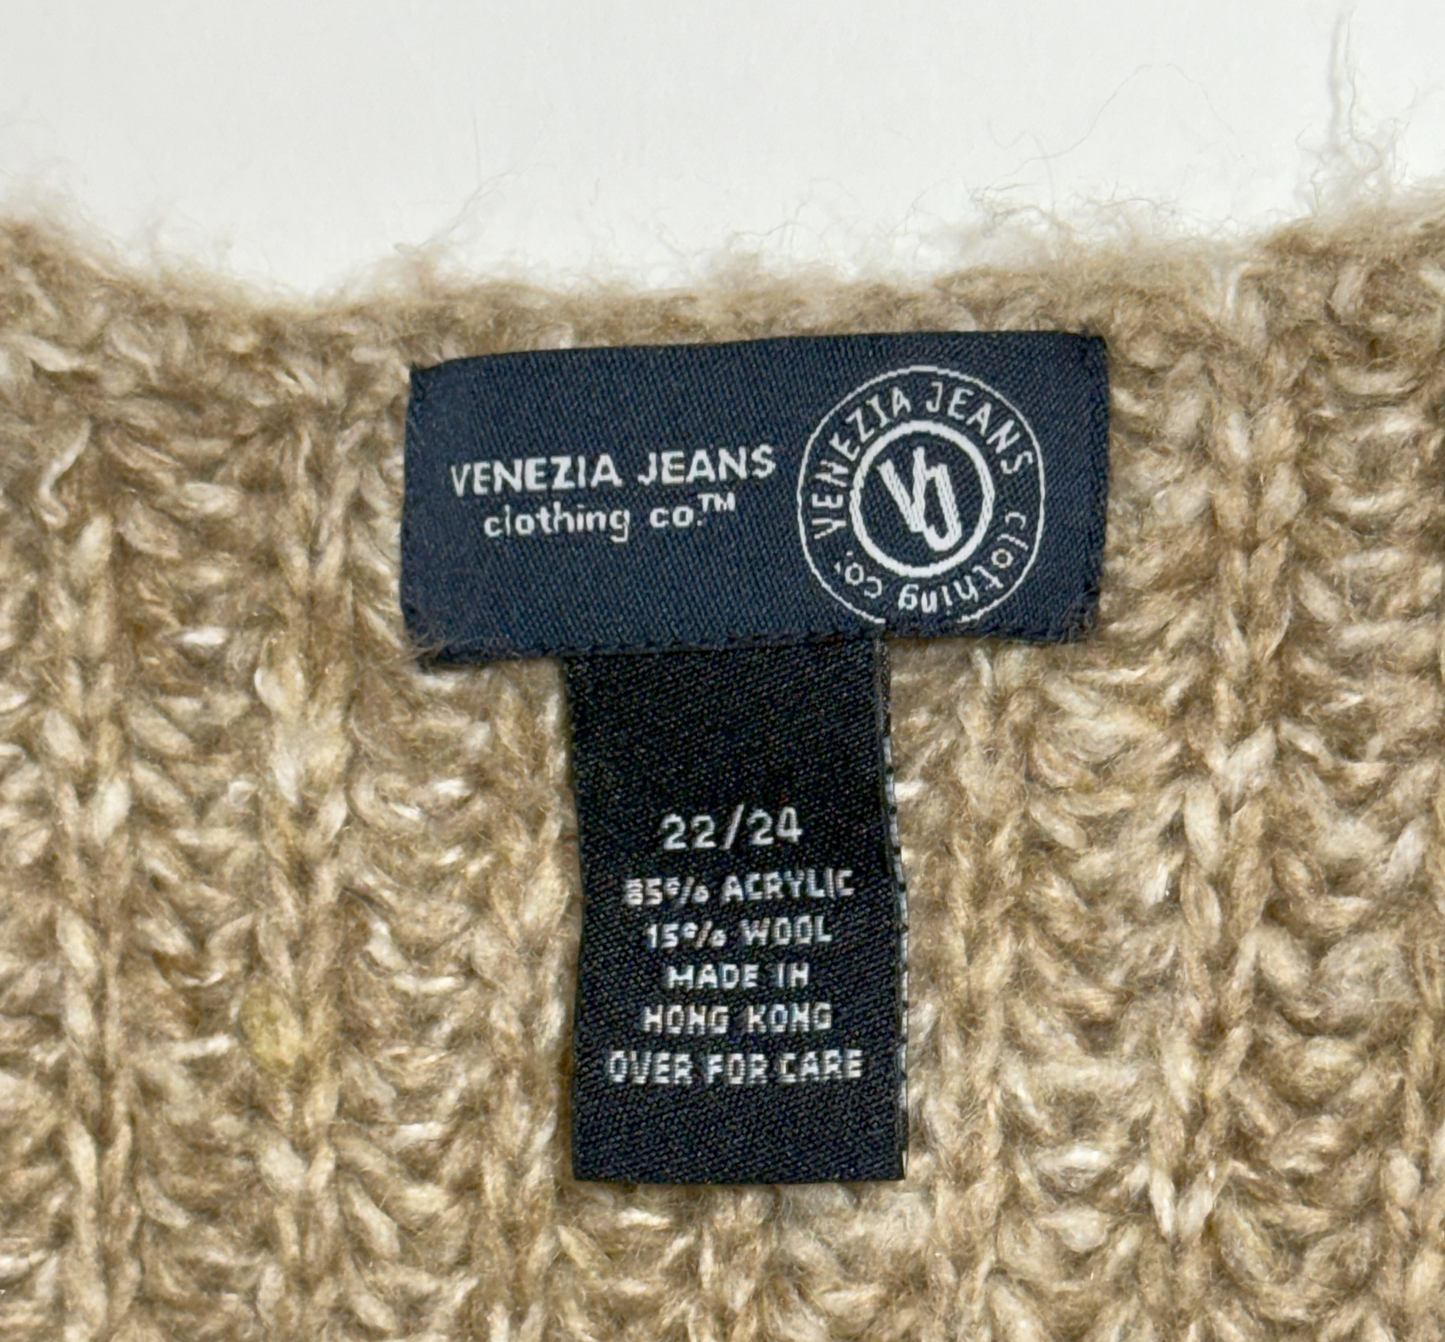 VENEZIA JEANS
clothing co.™
VENEZIA JEANS clothing co.
VJ
22/24
85% ACRYLIC
15% WOOL
MADE IN
HONG KONG
OVER FOR CARE